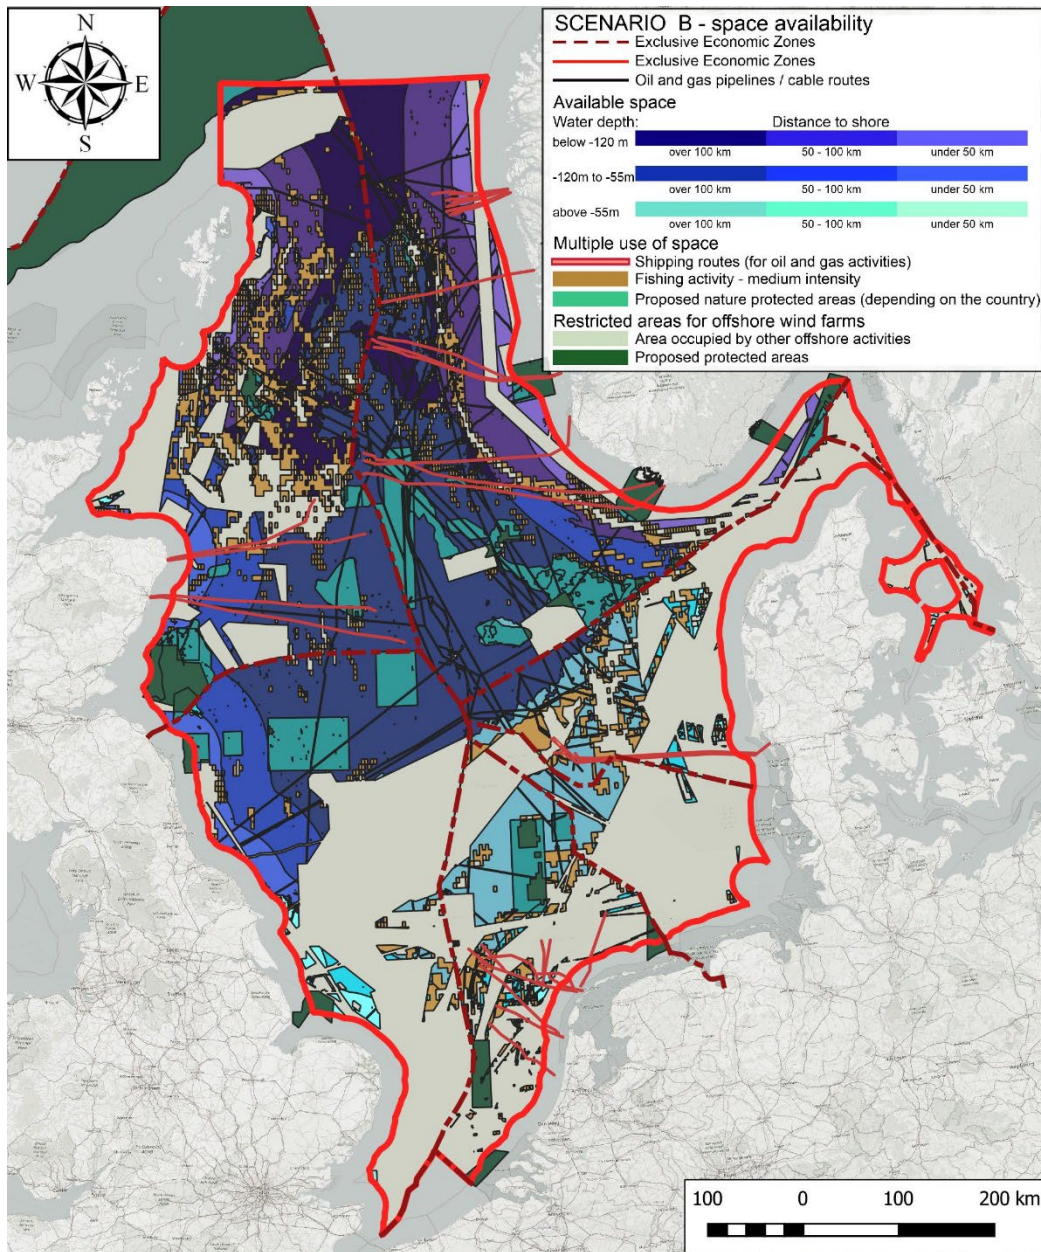 N
W E
S
SCENARIO B - space availability
Exclusive Economic Zones
Exclusive Economic Zones
Oil and gas pipelines / cable routes
Available space
Water depth: Distance to shore
below -120 m
over 100 km 50 - 100 km under 50 km
-120m to -55m
over 100 km 50 - 100 km under 50 km
above -55m
over 100 km 50 - 100 km under 50 km
Multiple use of space
Shipping routes (for oil and gas activities)
Fishing activity - medium intensity
Proposed nature protected areas (depending on the country)
Restricted areas for offshore wind farms
Area occupied by other offshore activities
Proposed protected areas
100 0 100 200 km